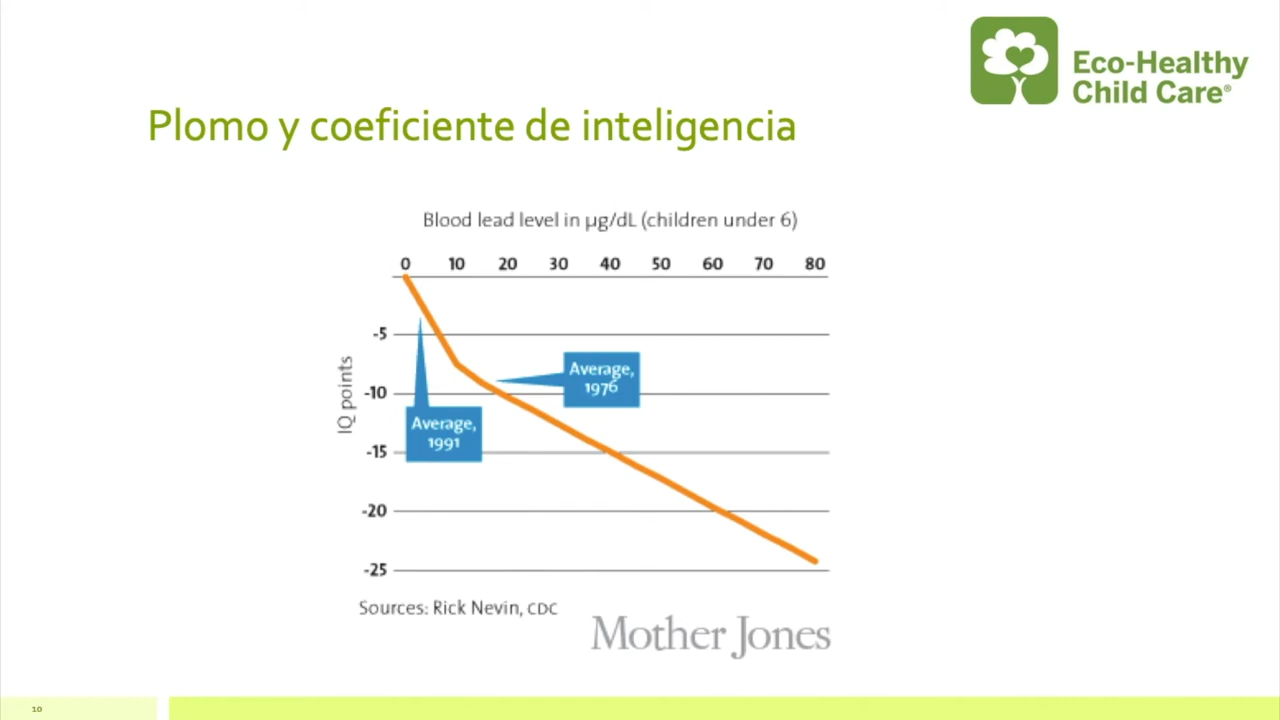 Eco-Healthy
Child Care®
Plomo y coeficiente de inteligencia
Blood lead level in µg/dL (children under 6)
0 10 20 30 40 50 60 70 80
-5
-10
-15
-20
-25
IQ points
Average,
1976
Average,
1991
Sources: Rick Nevin, CDC
Mother Jones
10